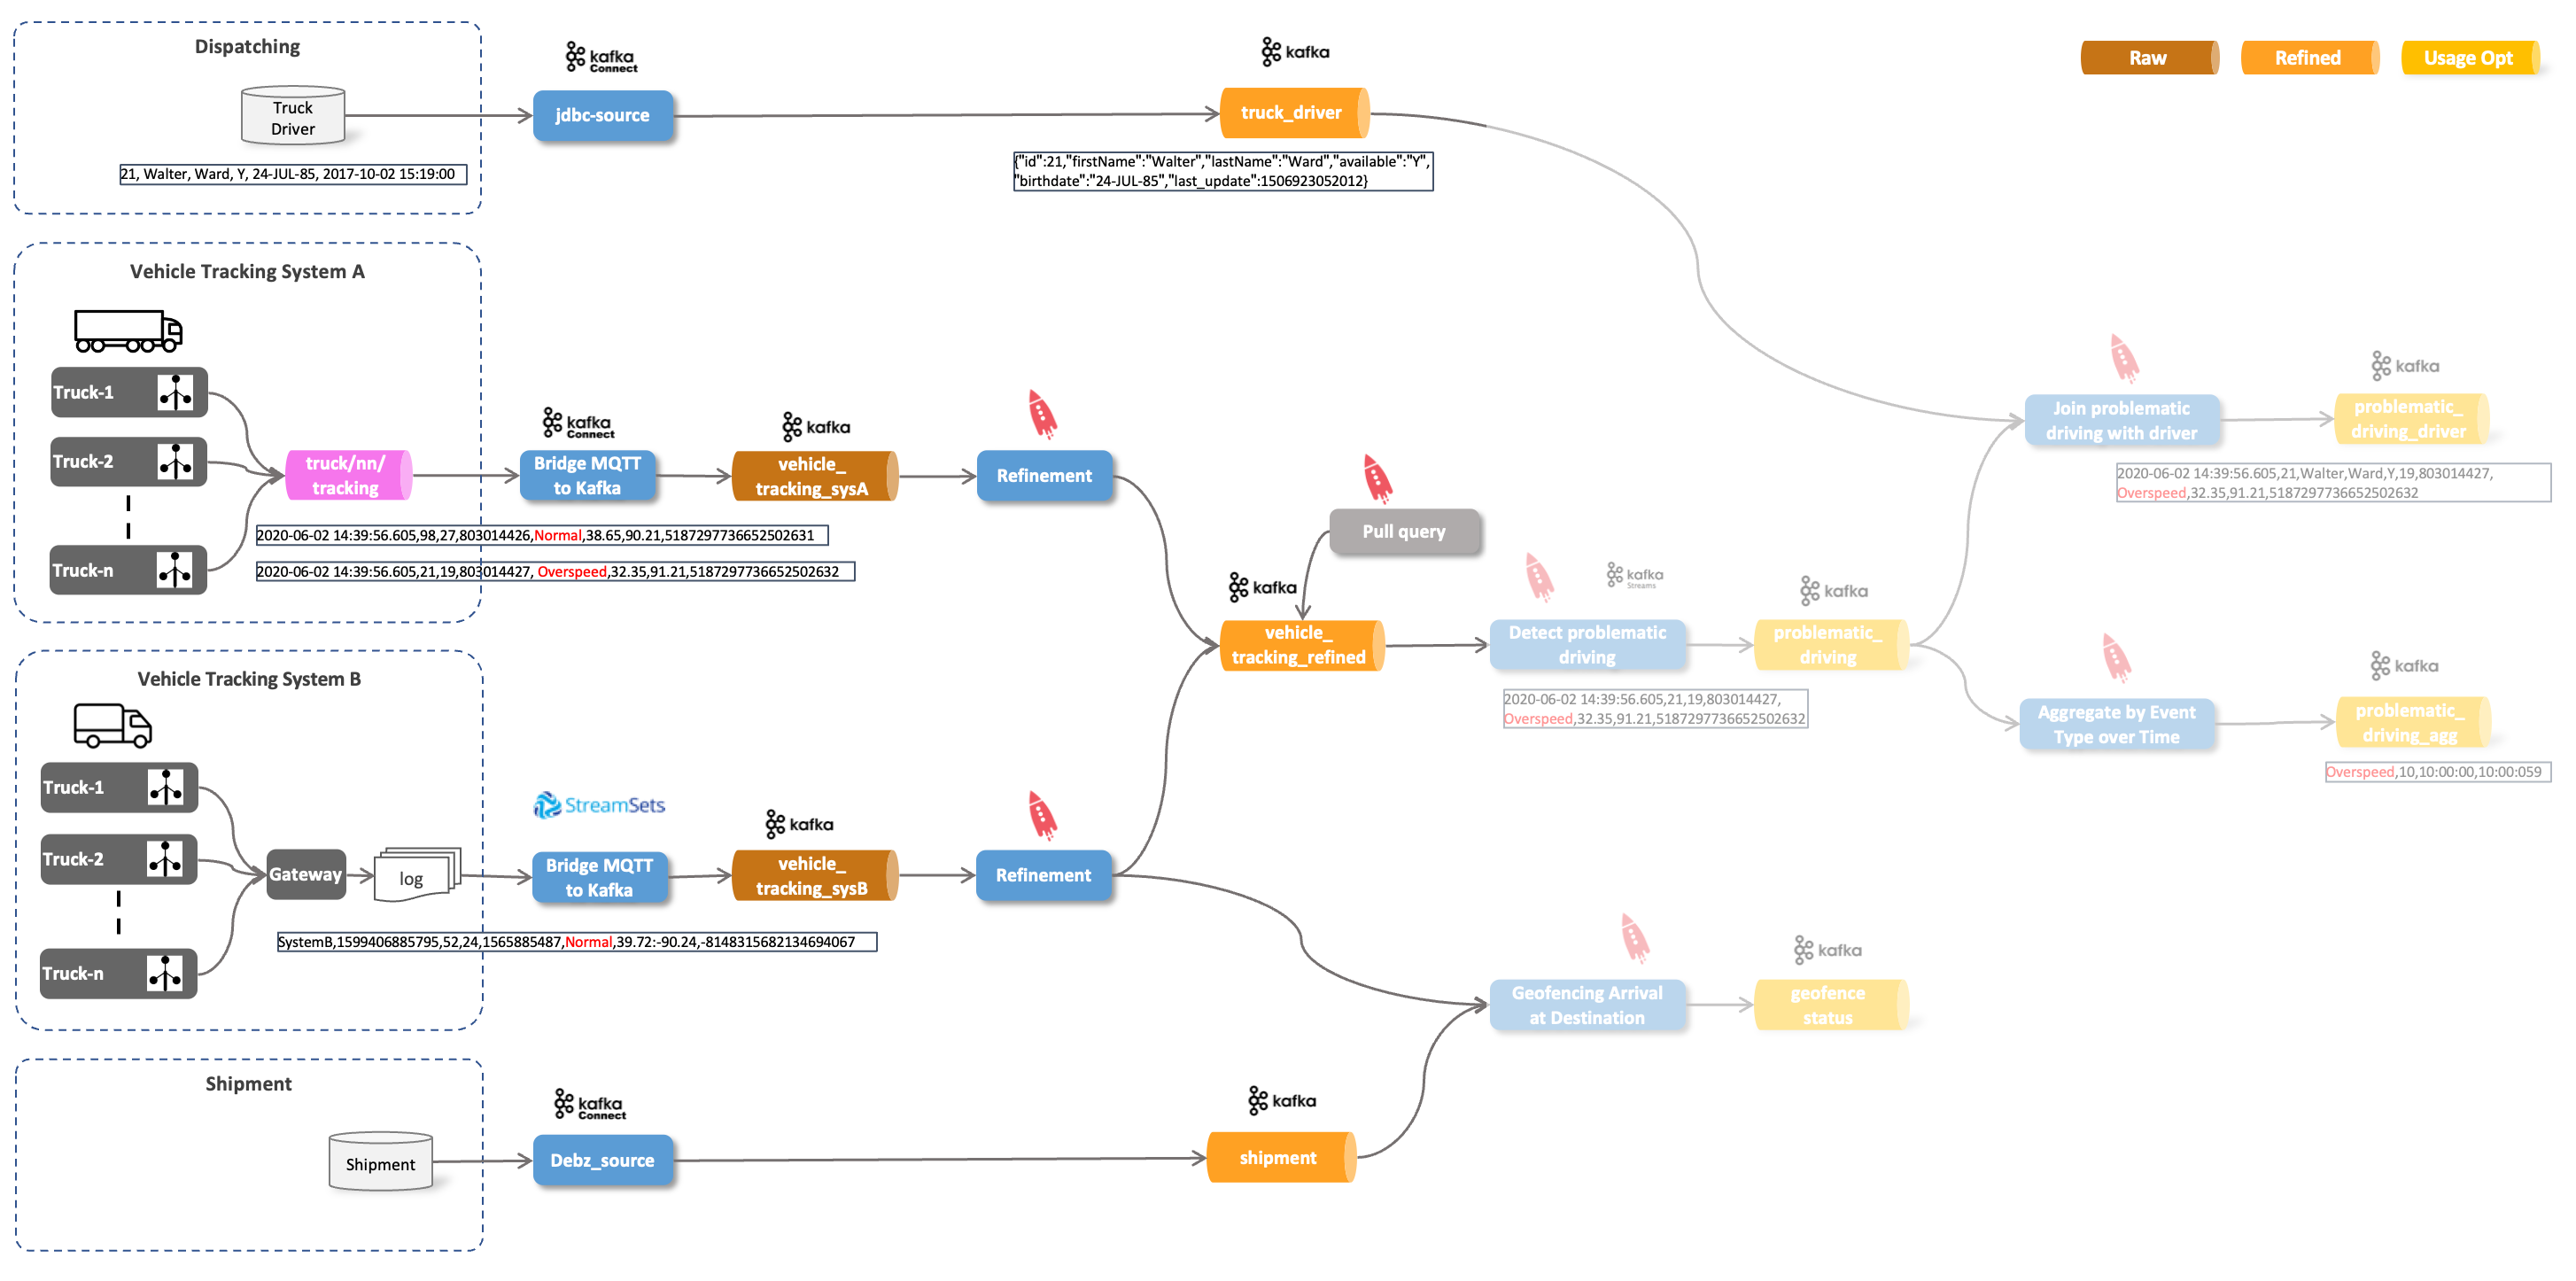 Dispatching
Truck
Driver
21, Walter, Ward, Y, 24-JUL-85, 2017-10-02 15:19:00
kafka
Connect
jdbc-source
kafka
truck_driver
{"id":21,"firstName":"Walter","lastName":"Ward","available":"Y",
"birthdate":"24-JUL-85","last_update":1506923052012}
Raw
Refined
Usage Opt
Vehicle Tracking System A
Truck-1
Truck-2
Truck-n
truck/nn/
tracking
kafka
Connect
Bridge MQTT
to Kafka
kafka
vehicle_
tracking_sysA
Refinement
2020-06-02 14:39:56.605,98,27,803014426,Normal,38.65,90.21,5187297736652502631
2020-06-02 14:39:56.605,21,19,803014427, Overspeed,32.35,91.21,5187297736652502632
Pull query
kafka
vehicle_
tracking_refined
kafka
Streams
Detect problematic
driving
2020-06-02 14:39:56.605,21,19,803014427,
Overspeed,32.35,91.21,5187297736652502632
kafka
problematic_
driving
Join problematic
driving with driver
kafka
problematic_
driving_driver
2020-06-02 14:39:56.605,21,Walter,Ward,Y,19,803014427,
Overspeed,32.35,91.21,5187297736652502632
Aggregate by Event
Type over Time
kafka
problematic_
driving_agg
Overspeed,10,10:00:00,10:00:059
Vehicle Tracking System B
Truck-1
Truck-2
Truck-n
Gateway
log
StreamSets
Bridge MQTT
to Kafka
kafka
vehicle_
tracking_sysB
Refinement
SystemB,1599406885795,52,24,1565885487,Normal,39.72:-90.24,-8148315682134694067
Geofencing Arrival
at Destination
kafka
geofence
status
Shipment
Shipment
kafka
Connect
Debz_source
kafka
shipment